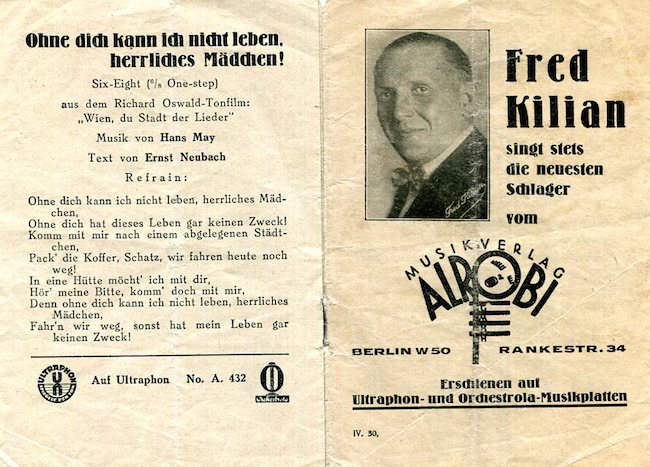 Ohne dich kann ich nicht leben,
herrliches Mädchen!
Six-Eight (6/8 One-step)
aus dem Richard Oswald-Tonfilm:
„Wien, du Stadt der Lieder”
Musik von Hans May
Text von Ernst Neubach
Refrain:
Ohne dich kann ich nicht leben, herrliches Mäd-
chen,
Ohne dich hat dieses Leben gar keinen Zweck!
Komm mit mir nach einem abgelegenen Städt-
chen,
Pack' die Koffer, Schatz, wir fahren heute noch
weg!
In eine Hütte möcht' ich mit dir,
Hör' meine Bitte, komm' doch mit mir,
Denn ohne dich kann ich nicht leben, herrliches
Mädchen,
Fahr'n wir weg, sonst hat mein Leben gar
keinen Zweck!
ULTRAPHON
Auf Ultraphon No. A. 432
Fred Kilian
Fred
Kilian
singt stets
die neuesten
Schlager
vom
MUSIKVERLAG
ALROBI
BERLIN W50 RANKESTR. 34
Erschienen auf
Ultraphon- und Orchestrola-Musikplatten
IV. 30,